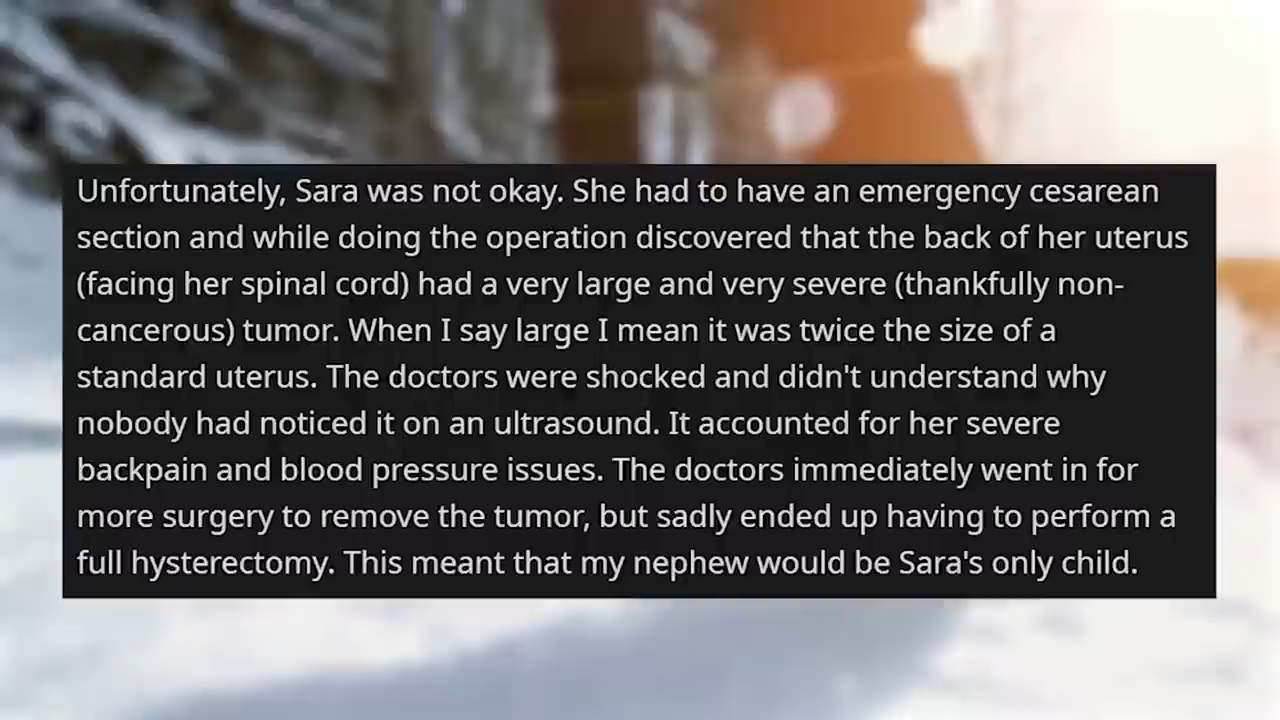 Unfortunately, Sara was not okay. She had to have an emergency cesarean
section and while doing the operation discovered that the back of her uterus
(facing her spinal cord) had a very large and very severe (thankfully non-
cancerous) tumor. When I say large I mean it was twice the size of a
standard uterus. The doctors were shocked and didn't understand why
nobody had noticed it on an ultrasound. It accounted for her severe
backpain and blood pressure issues. The doctors immediately went in for
more surgery to remove the tumor, but sadly ended up having to perform a
full hysterectomy. This meant that my nephew would be Sara's only child.